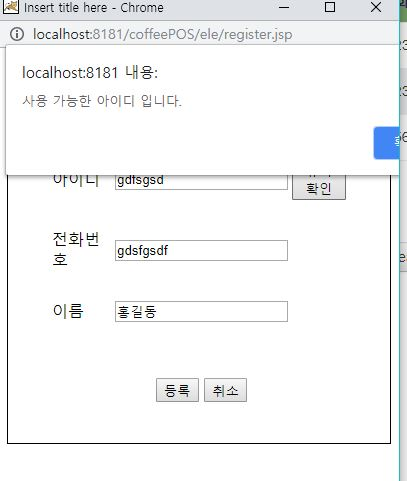 Insert title here - Chrome
localhost:8181/coffeePOS/ele/register.jsp
localhost:8181 내용:
사용 가능한 아이디 입니다.
아이디 gdfsgsd
확인
전화번
호 gdsfgsdf
이름 홍길동
등록 취소